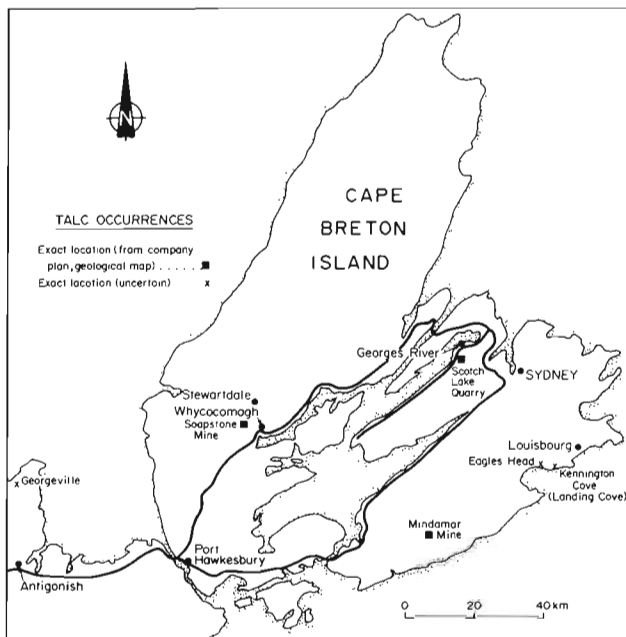 N
CAPE
BRETON
ISLAND
TALC OCCURRENCES
Exact location (from company
plan, geological map) . . . . . ■
Exact location (uncertain) x
Georges River
Scotch
Lake
Quarry
SYDNEY
Stewartdale
Whycocomagh
Soapstone
Mine
Louisbourg
Eagles Head
Kennington
Cove
(Landing Cove)
Georgeville
Mindamar
Mine
Port
Hawkesbury
Antigonish
0 20 40 km